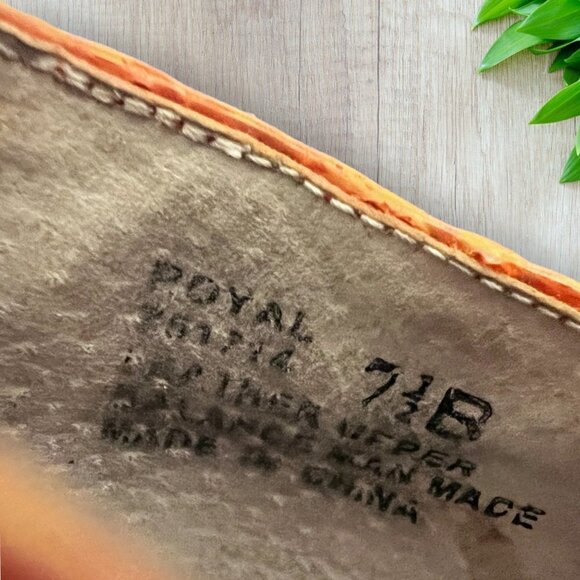 ROYAL
7½B
LEATHER UPPER
BALANCE MAN MADE
MADE IN CHINA